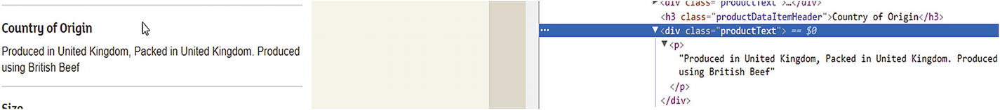 Country of Origin
Produced in United Kingdom, Packed in United Kingdom. Produced
using British Beef
Size
<div class="productText">…</div>
<h3 class="productDataItemHeader">Country of Origin</h3>
<div class="productText"> == $0
<p>
"Produced in United Kingdom, Packed in United Kingdom. Produced
using British Beef"
</p>
</div>